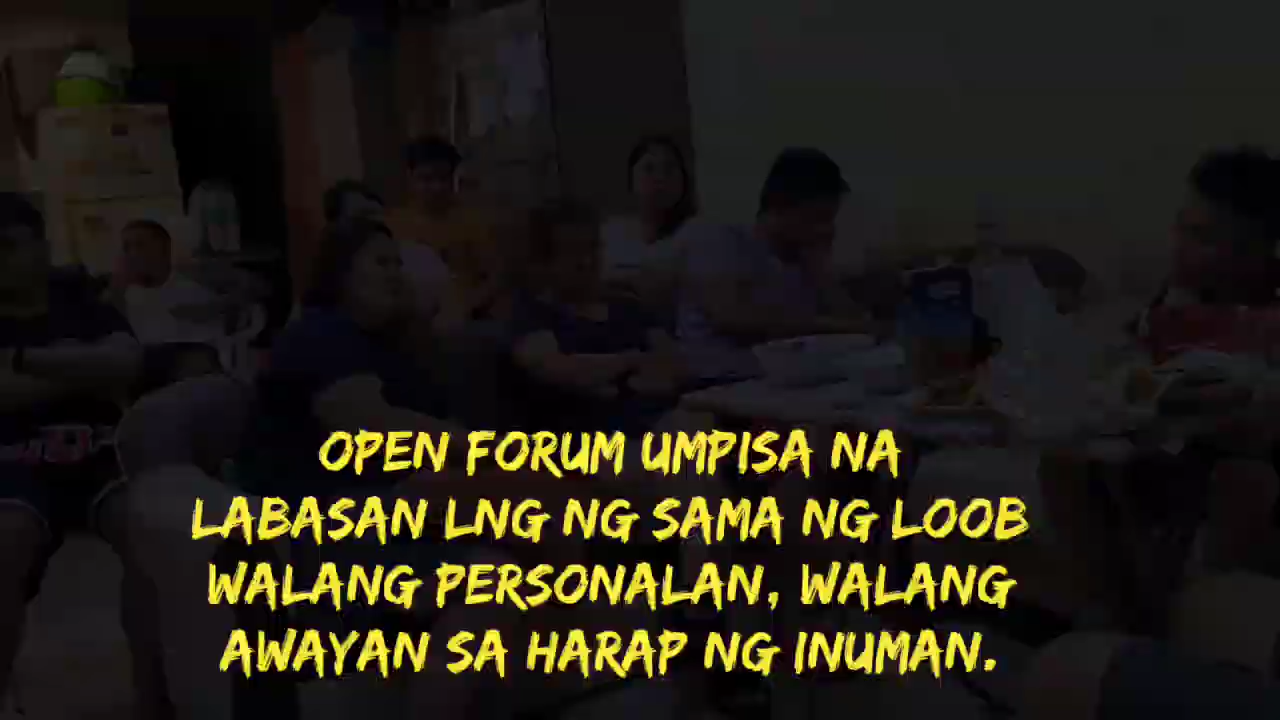 OPEN FORUM UMPISA NA
LABASAN LNG NG SAMA NG LOOB
WALANG PERSONALAN, WALANG
AWAYAN SA HARAP NG INUMAN.